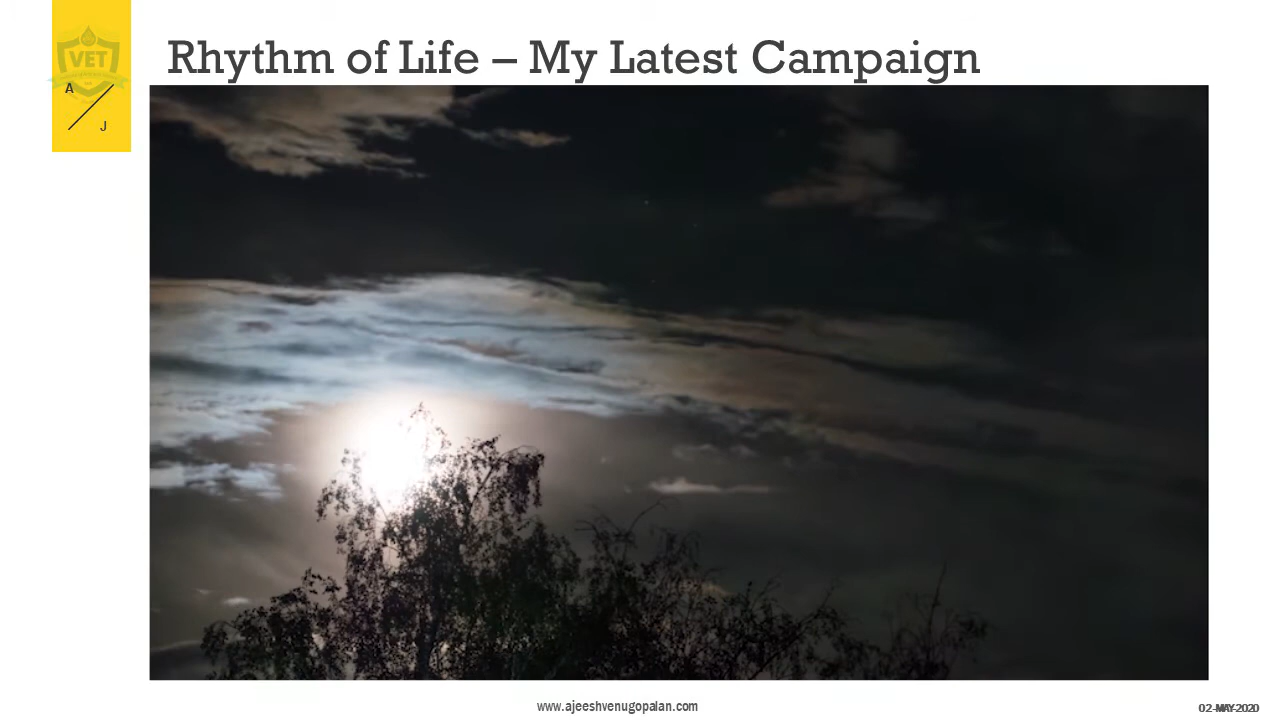 Rhythm of Life – My Latest Campaign
VET
A
J
www.ajeeshvenugopalan.com
02-MAY-2020